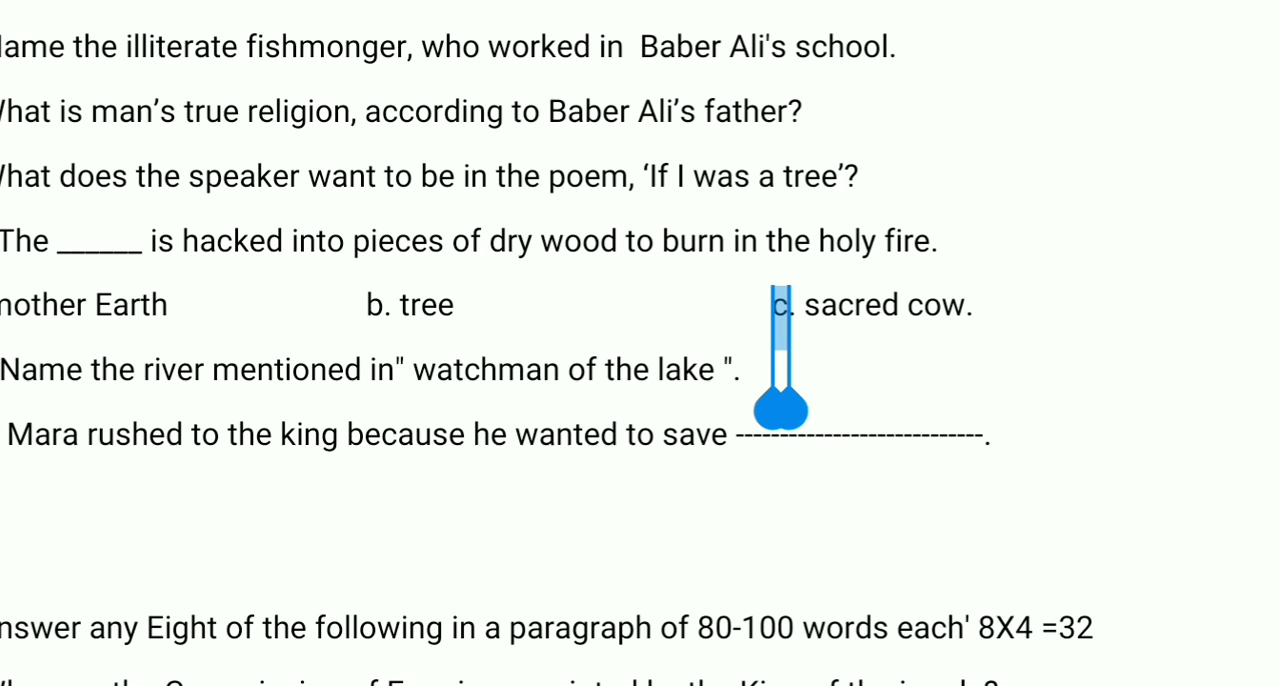 ame the illiterate fishmonger, who worked in Baber Ali's school.
hat is man’s true religion, according to Baber Ali’s father?
hat does the speaker want to be in the poem, ‘If I was a tree’?
The ______ is hacked into pieces of dry wood to burn in the holy fire.
other Earth b. tree c. sacred cow.
Name the river mentioned in" watchman of the lake ".
Mara rushed to the king because he wanted to save ----------------------------.
nswer any Eight of the following in a paragraph of 80-100 words each' 8X4 =32